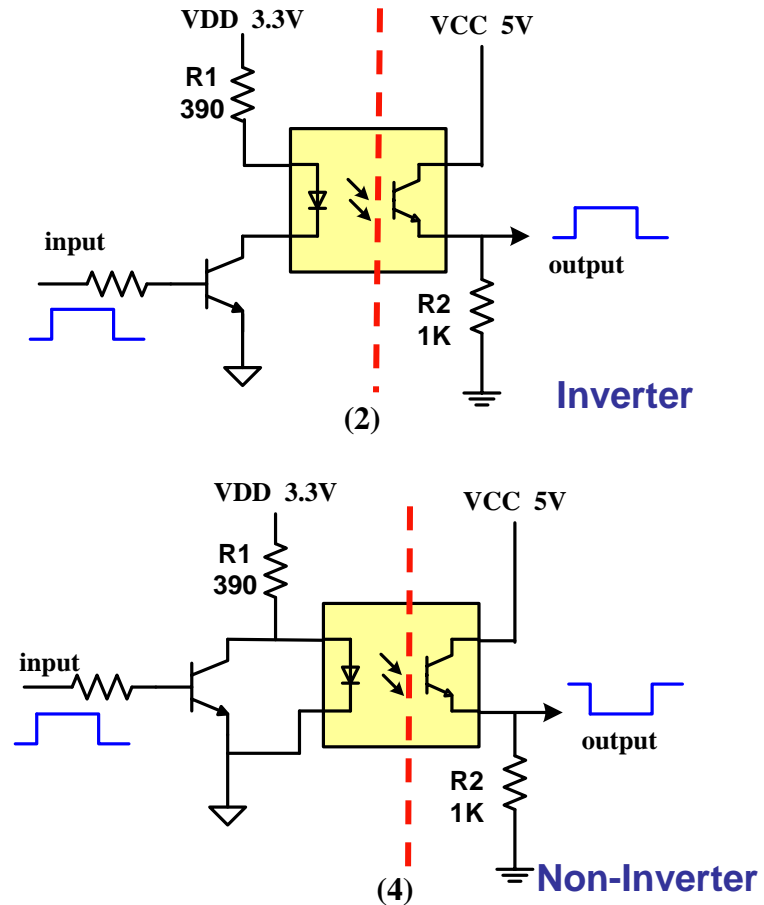 VDD 3.3V
VCC 5V
R1
390
input
output
R2
1K
Inverter
(2)
VDD 3.3V
VCC 5V
R1
390
input
output
R2
1K
Non-Inverter
(4)